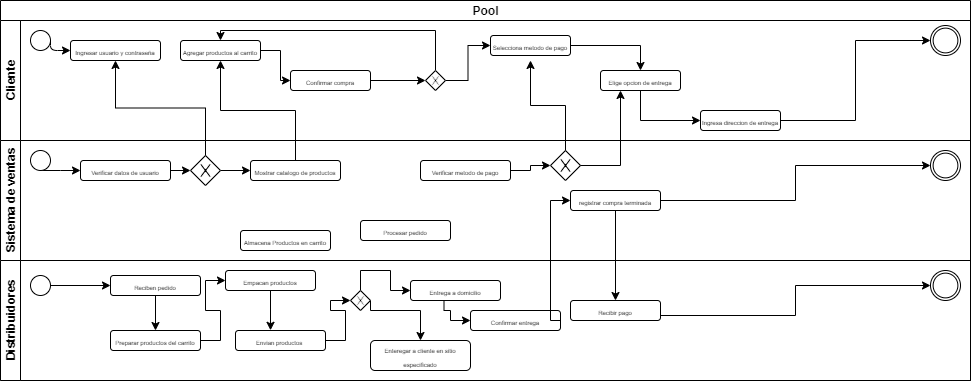 Pool
Cliente
Ingresar usuario y contraseña
Agregar productos al carrito
Confirmar compra
Selecciona metodo de pago
Elige opcion de entrega
Ingresa direccion de entrega
Sistema de ventas
Verificar datos de usuario
Mostrar catalogo de productos
Verificar metodo de pago
registrar compra terminada
Almacena Productos en carrito
Procesar pedido
Distribuidores
Reciben pedido
Preparar productos del carrito
Empacan productos
Envian productos
Entrega a domicilio
Confirmar entrega
Enteregar a cliente en sitio
especificado
Recibir pago